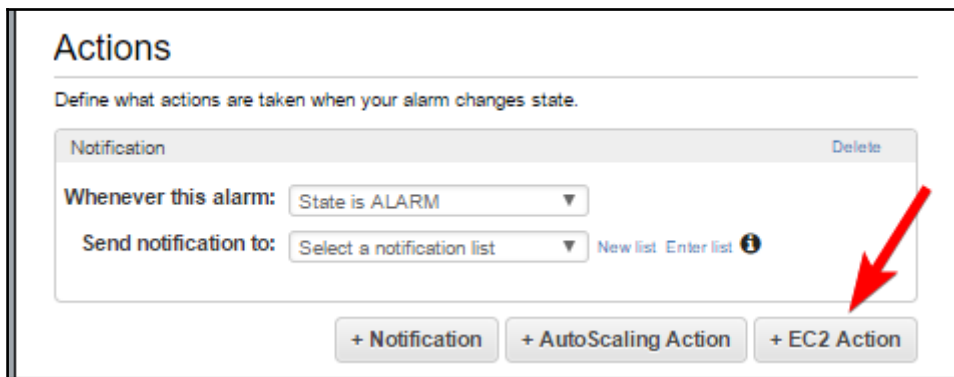 Actions
Define what actions are taken when your alarm changes state.
Notification Delete
Whenever this alarm: State is ALARM
Send notification to: Select a notification list New list Enter list
+ Notification + AutoScaling Action + EC2 Action